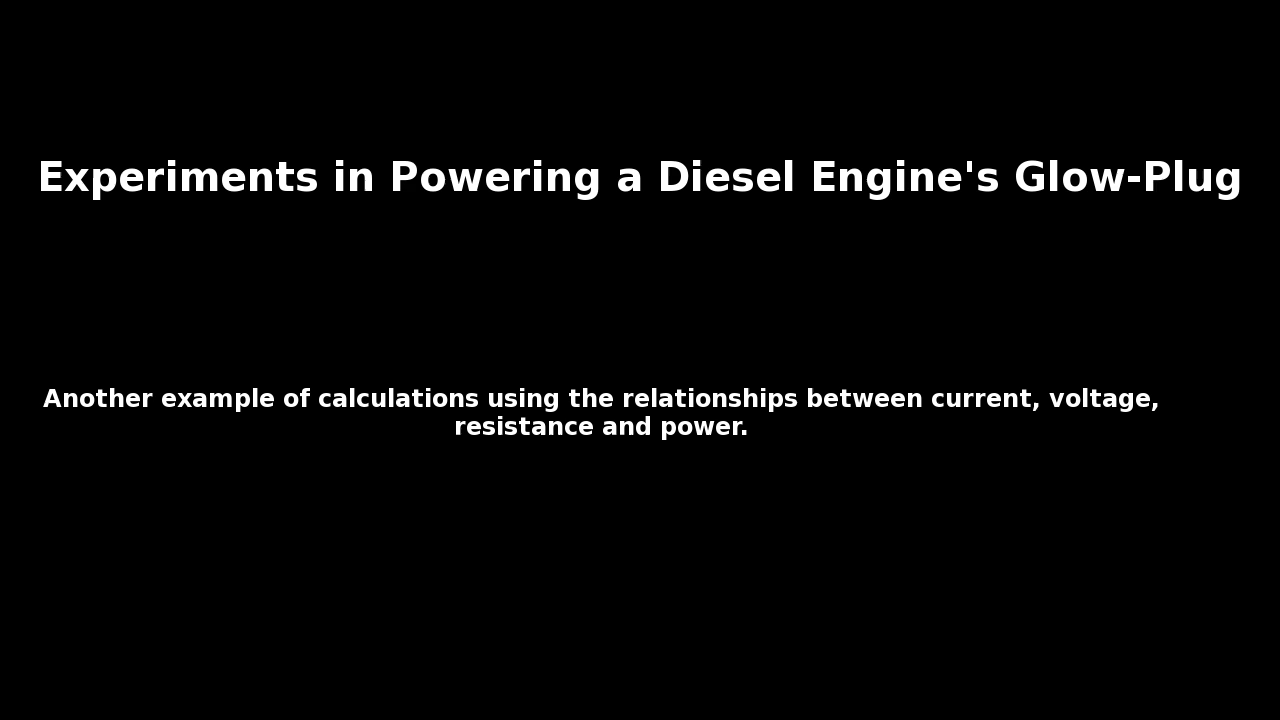 Experiments in Powering a Diesel Engine's Glow-Plug
Another example of calculations using the relationships between current, voltage,
resistance and power.